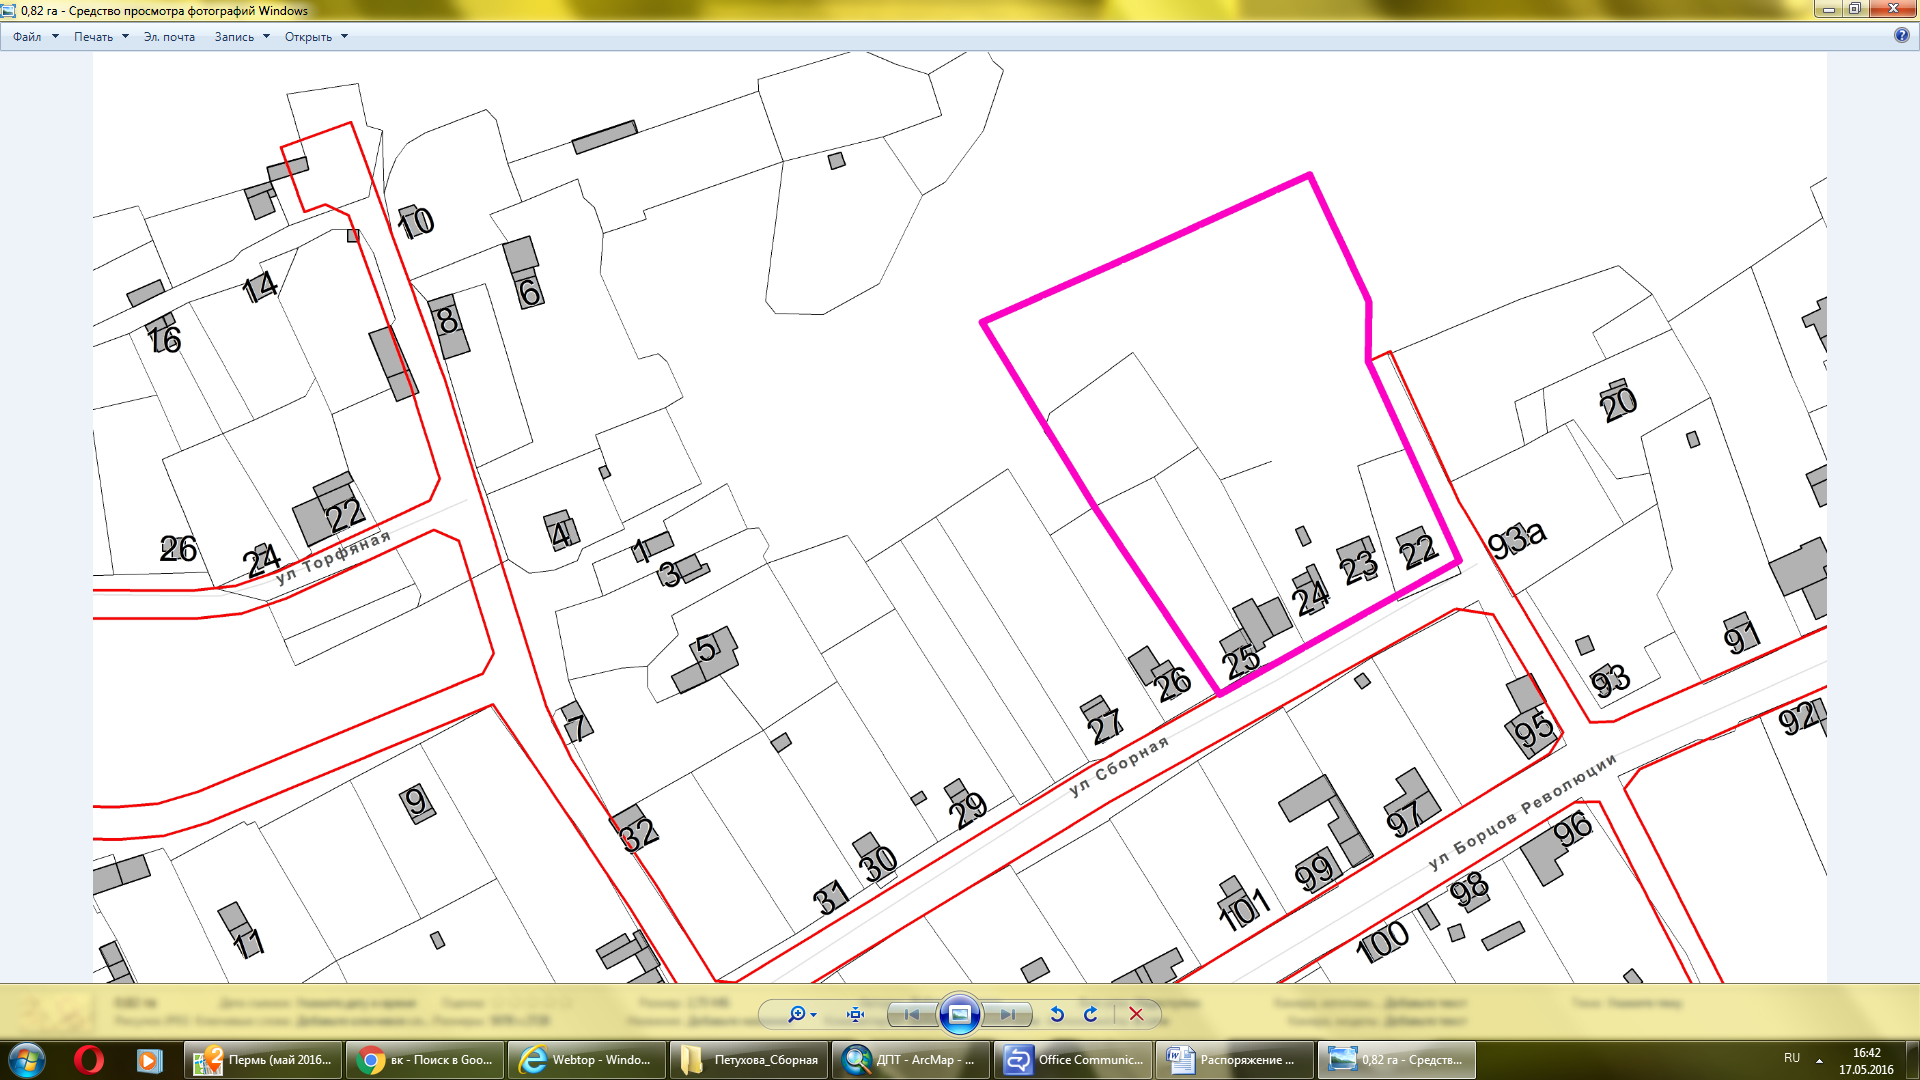 0,82 га - Средство просмотра фотографий Windows
Файл Печать Эл. почта Запись Открыть
10
14
6
8
16
20
22
4
26
24
ул Торфяная
1
3
93а
22
23
24
5
25
26
91
93
7
27
92
95
ул Сборная
9
29
32
97
ул Борцов Революции
96
30
99
31
98
101
11
100
Пермь (май 2016...
вк - Поиск в Goo...
Webtop - Windo...
Петухова_Сборная
ДПТ - ArcMap - ...
Office Communic...
Распоряжение ...
0,82 га - Средств...
RU
16:42
17.05.2016